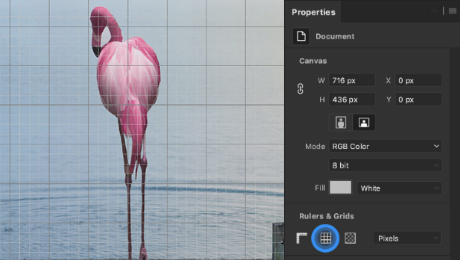 Properties
Document
Canvas
W 716 px X 0 px
H 436 px Y 0 px
Mode RGB Color
8 bit
Fill White
Rulers & Grids
Pixels